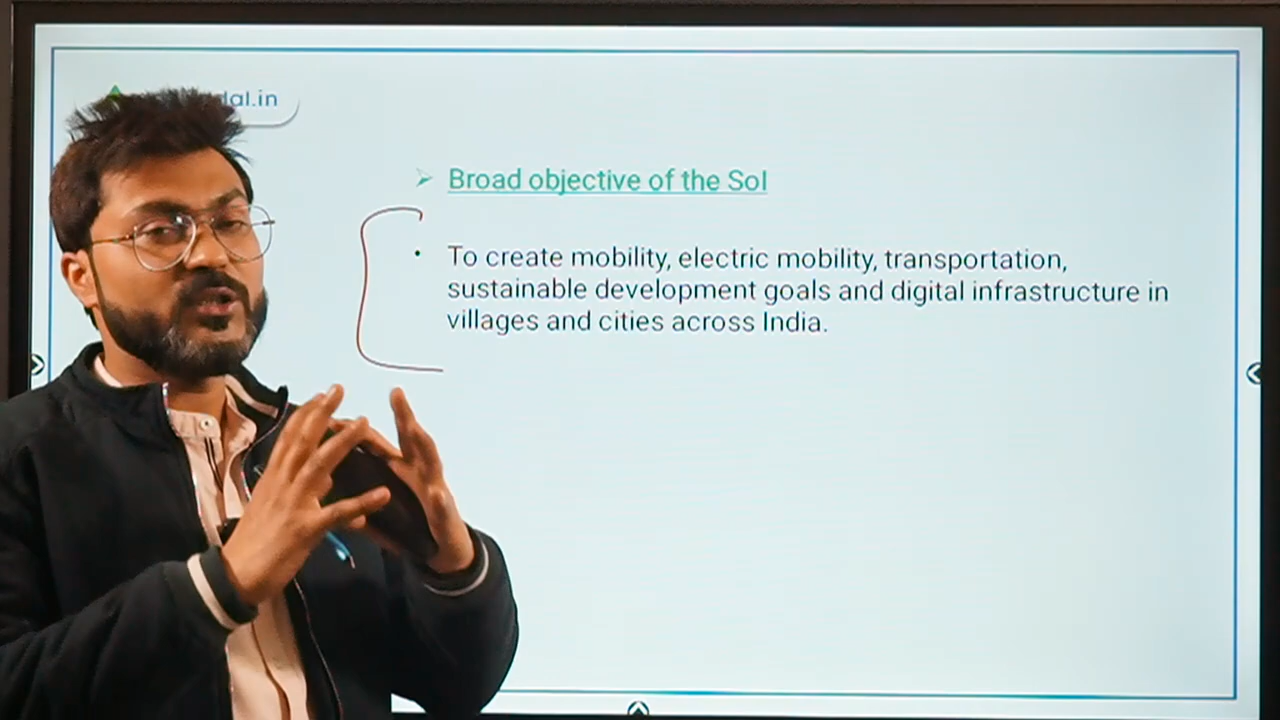 dal.in
Broad objective of the SoI
To create mobility, electric mobility, transportation,
sustainable development goals and digital infrastructure in
villages and cities across India.